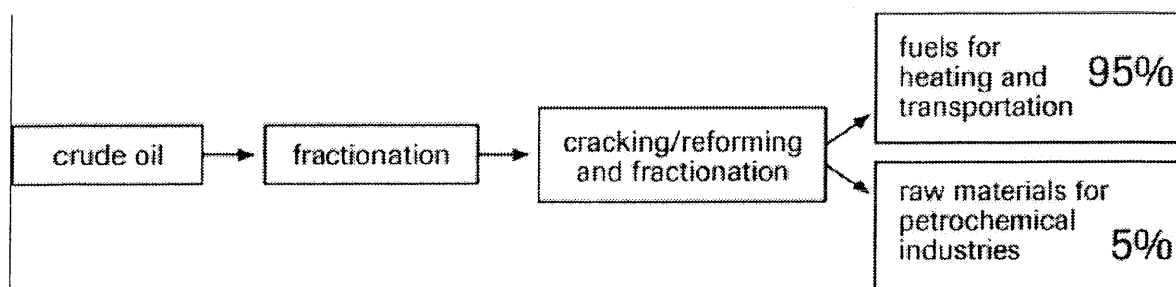 crude oil
fractionation
cracking/reforming
and fractionation
fuels for
heating and
transportation
95%
raw materials for
petrochemical
industries
5%